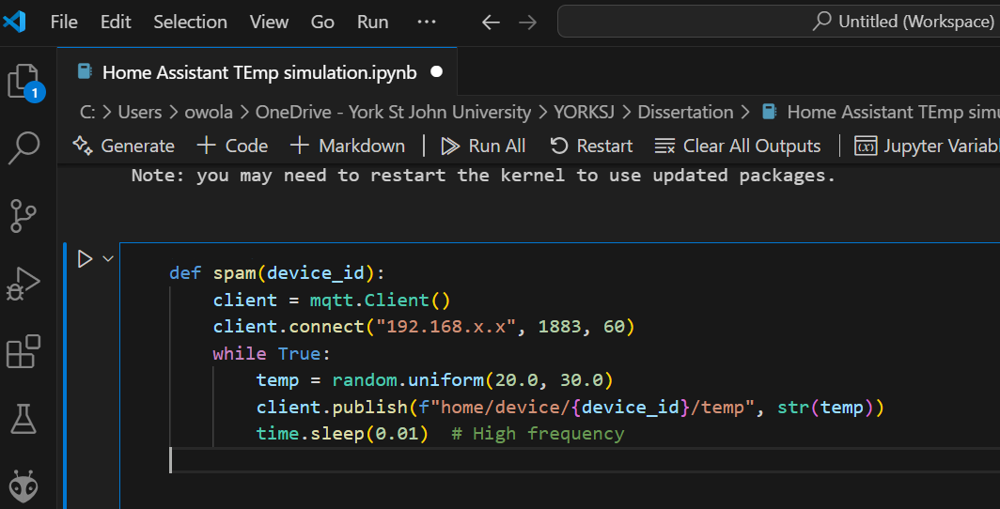 File Edit Selection View Go Run ··· ← → Untitled (Workspace)
Home Assistant TEmp simulation.ipynb ●
1
C: > Users > owola > OneDrive - York St John University > YORKSJ > Dissertation > Home Assistant TEmp simu
Generate + Code + Markdown | Run All Restart Clear All Outputs | Jupyter Variab
Note: you may need to restart the kernel to use updated packages.
def spam(device_id):
    client = mqtt.Client()
    client.connect("192.168.x.x", 1883, 60)
    while True:
        temp = random.uniform(20.0, 30.0)
        client.publish(f"home/device/{device_id}/temp", str(temp))
        time.sleep(0.01)  # High frequency